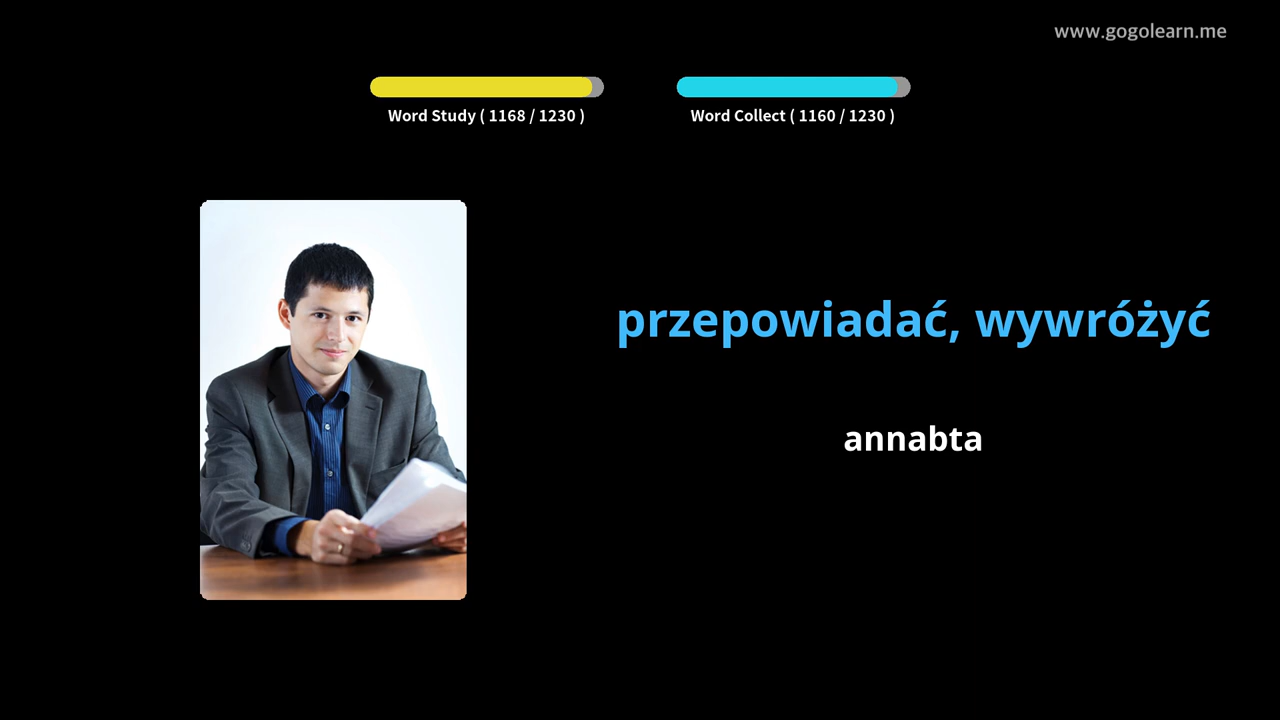 www.gogolearn.me
Word Study ( 1168 / 1230 )
Word Collect ( 1160 / 1230 )
przepowiadać, wywróżyć
annabta